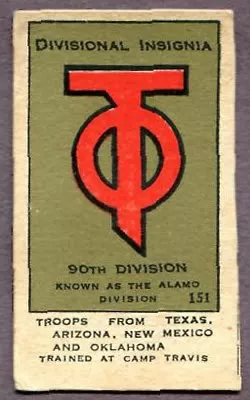 DIVISIONAL INSIGNIA
90TH DIVISION
KNOWN AS THE ALAMO
DIVISION 151
TROOPS FROM TEXAS,
ARIZONA, NEW MEXICO
AND OKLAHOMA
TRAINED AT CAMP TRAVIS